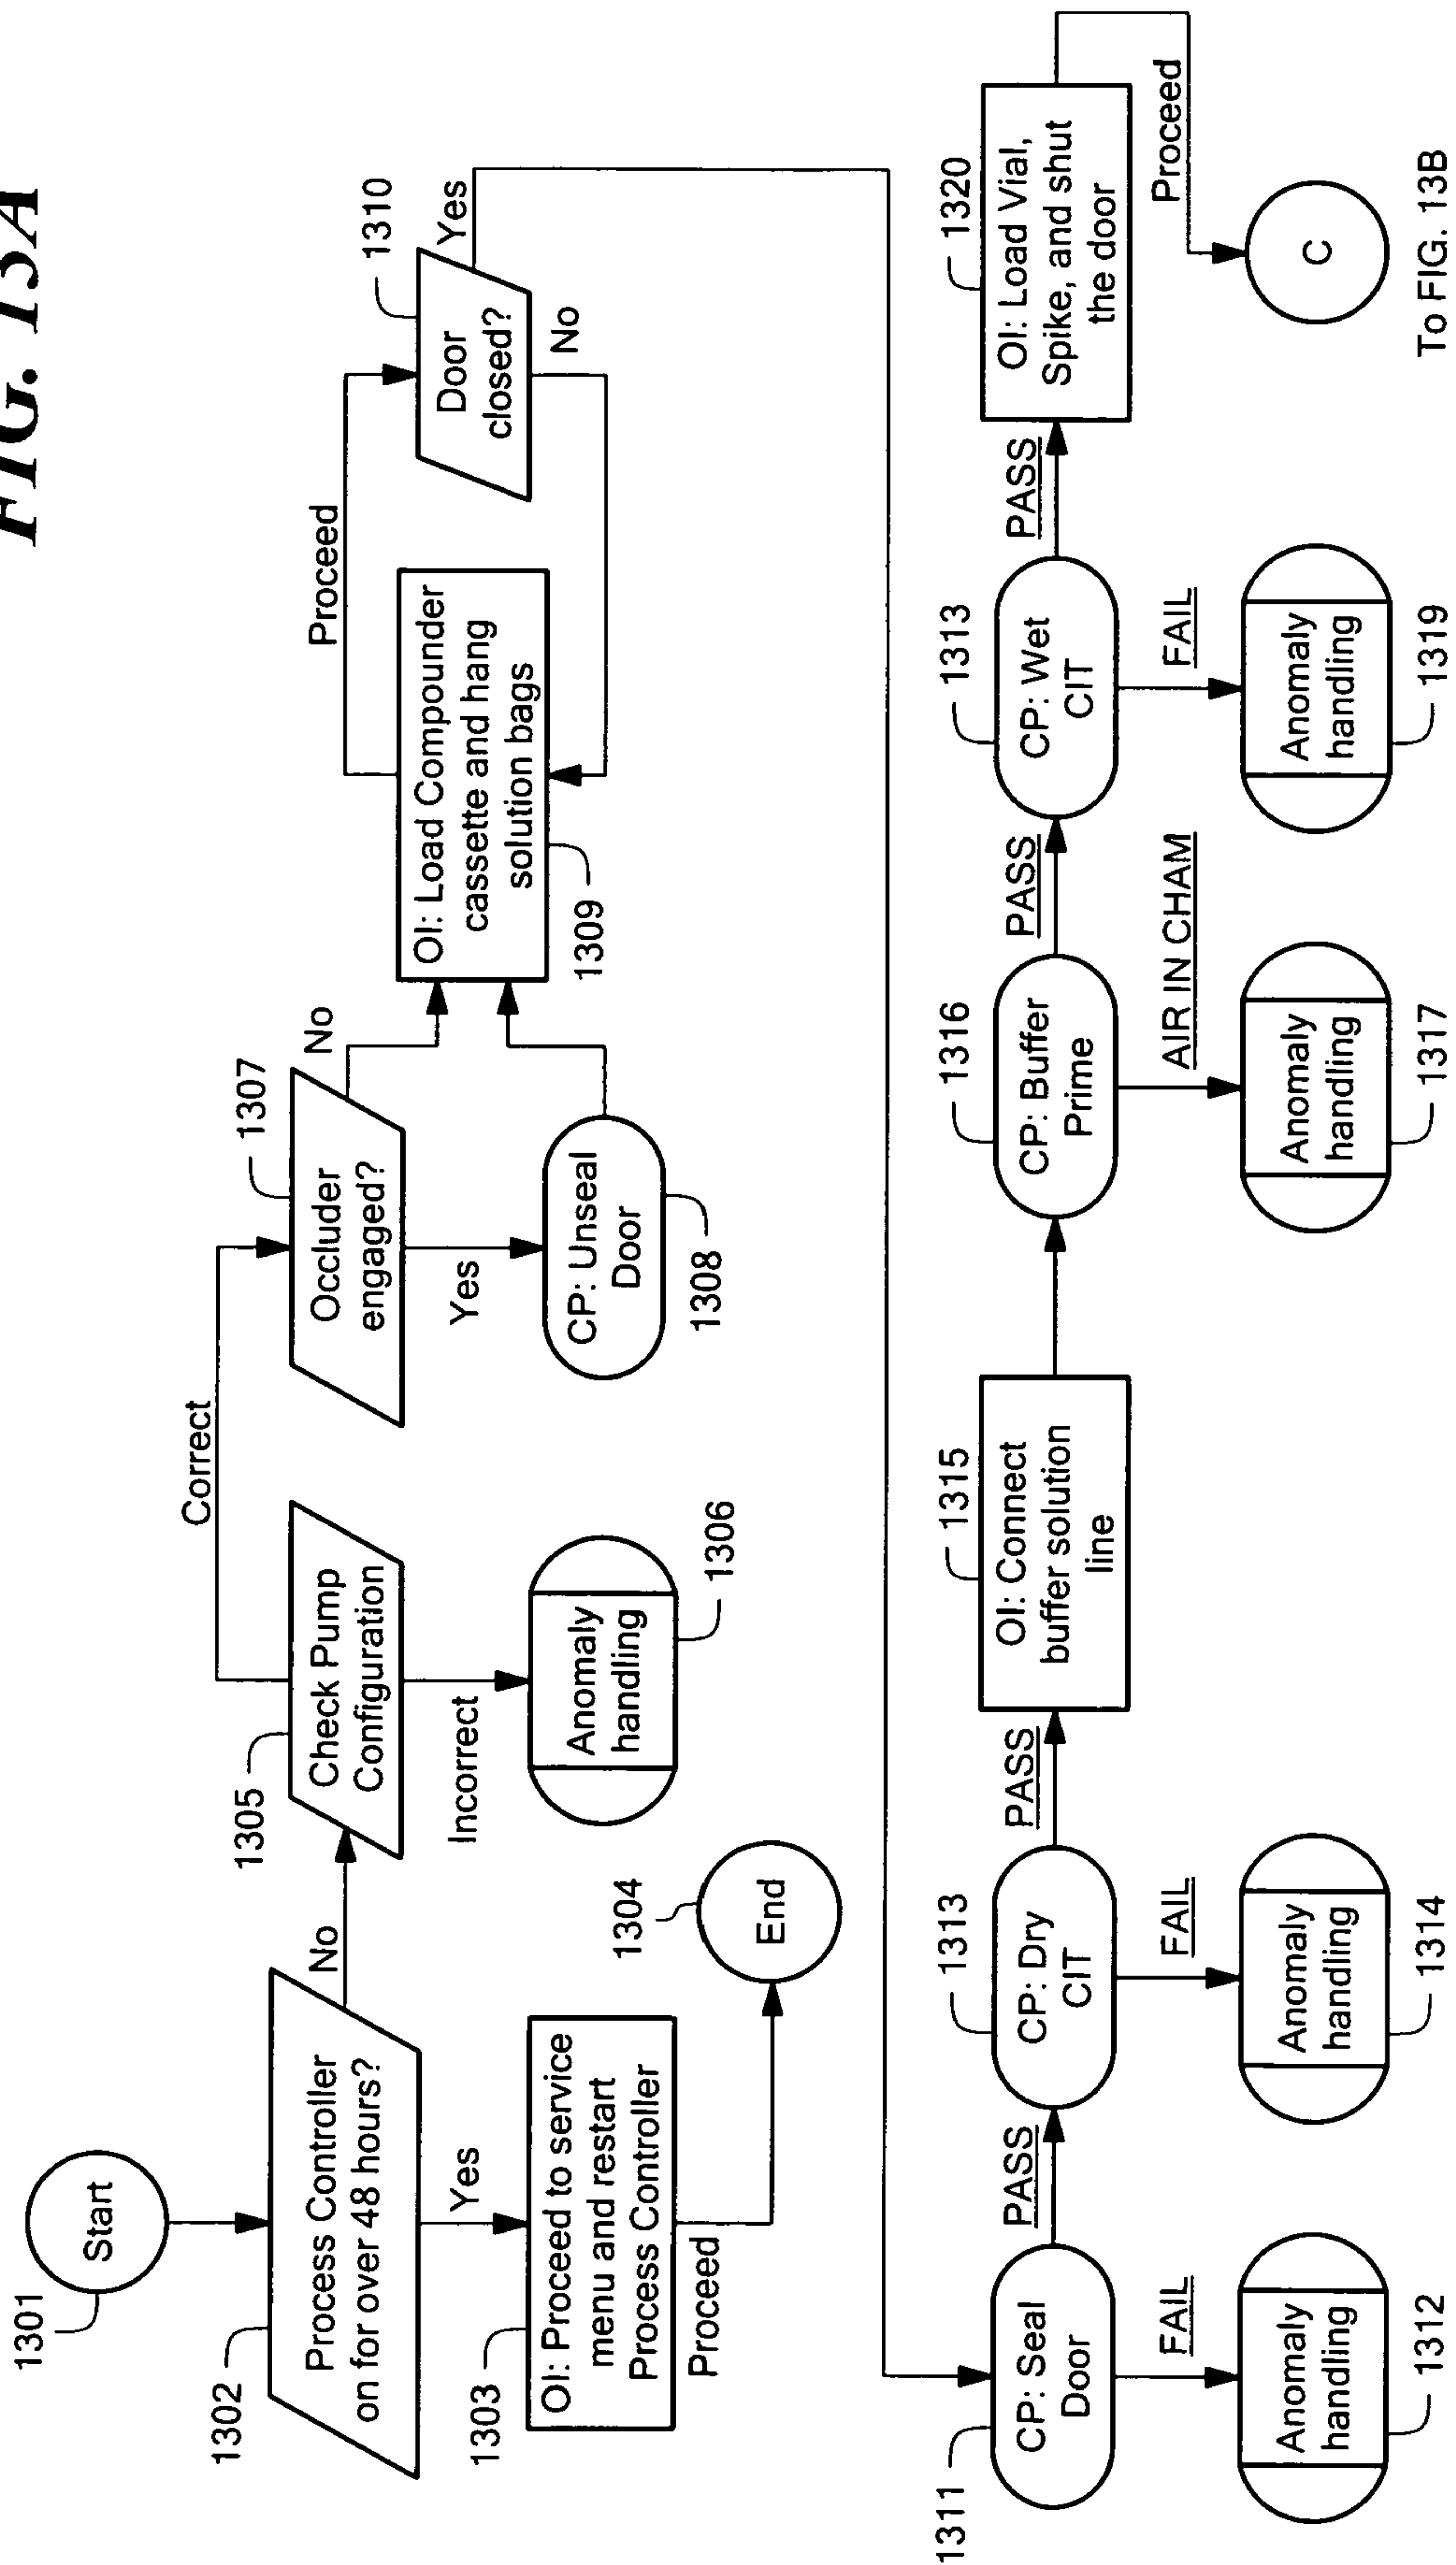 FIG. 13A
1301
Start
1302
Process Controller
on for over 48 hours?
No
Yes
1303
OI: Proceed to service
menu and restart
Process Controller
Proceed
1304
End
1305
Check Pump
Configuration
Correct
Incorrect
Anomaly
handling
1306
1307
Occluder
engaged?
No
Yes
CP: Unseal
Door
1308
OI: Load Compounder
cassette and hang
solution bags
1309
Proceed
1310
Door
closed?
Yes
No
1311
CP: Seal
Door
PASS
FAIL
Anomaly
handling
1312
1313
CP: Dry
CIT
PASS
FAIL
Anomaly
handling
1314
1315
OI: Connect
buffer solution
line
1316
CP: Buffer
Prime
PASS
AIR IN CHAM
Anomaly
handling
1317
1313
CP: Wet
CIT
PASS
FAIL
Anomaly
handling
1319
1320
OI: Load Vial,
Spike, and shut
the door
Proceed
C
To FIG. 13B